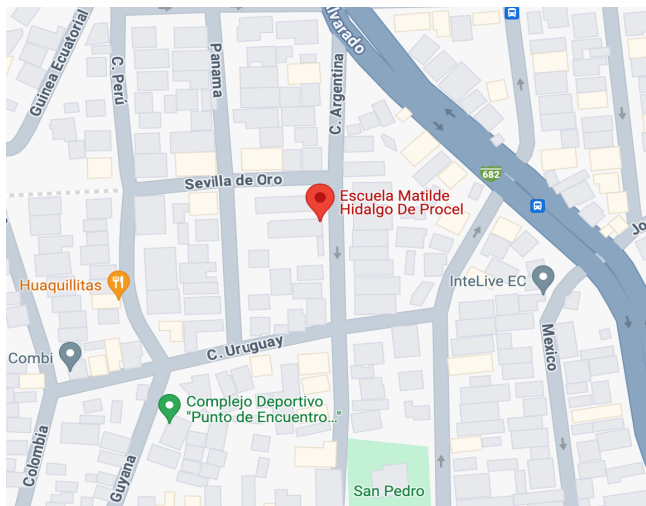 Guinea Ecuatorial
C. Perú
Panama
C. Argentina
Alvarado
Sevilla de Oro
Escuela Matilde
Hidalgo De Procel
682
Jo
Huaquillitas
InteLive EC
Combi
C. Uruguay
Mexico
Complejo Deportivo
"Punto de Encuentro..."
Colombia
Guyana
San Pedro